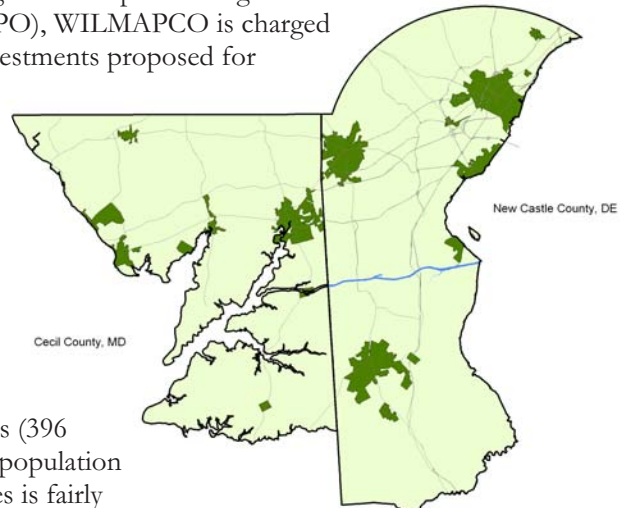 PO), WILMAPCO is charged
estments proposed for
New Castle County, DE
Cecil County, MD
s (396
population
es is fairly